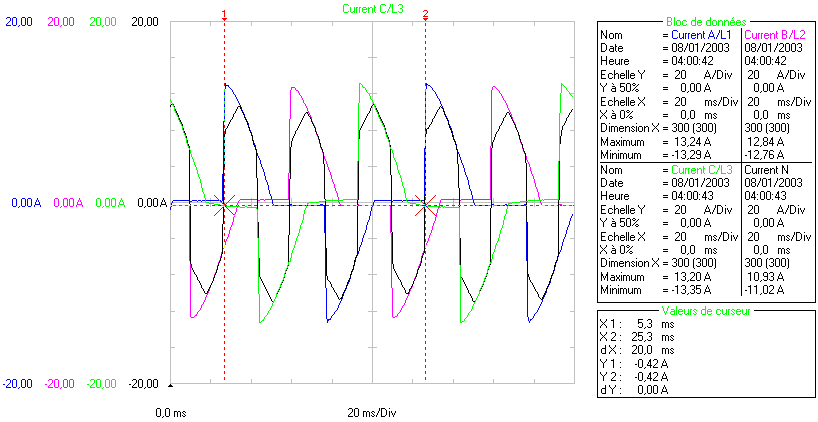 Current C/L3
1 2
20,00 20,00 20,00 20,00
0,00A 0,00 A 0,00 A 0,00 A
-20,00 -20,00 -20,00 -20,00
0,0 ms 20 ms/Div
Bloc de données
Nom = Current A/L1 Current B/L2
Date = 08/01/2003 08/01/2003
Heure = 04:00:42 04:00:42
Echelle Y = 20 A/Div 20 A/Div
Y à 50% = 0,00 A 0,00 A
Echelle X = 20 ms/Div 20 ms/Div
X à 0% = 0,0 ms 0,0 ms
Dimension X = 300 (300) 300 (300)
Maximum = 13,24 A 12,84 A
Minimum = -13,29 A -12,76 A
Nom = Current C/L3 Current N
Date = 08/01/2003 08/01/2003
Heure = 04:00:43 04:00:43
Echelle Y = 20 A/Div 20 A/Div
Y à 50% = 0,00 A 0,00 A
Echelle X = 20 ms/Div 20 ms/Div
X à 0% = 0,0 ms 0,0 ms
Dimension X = 300 (300) 300 (300)
Maximum = 13,20 A 10,93 A
Minimum = -13,35 A -11,02 A
Valeurs de curseur
X 1 : 5,3 ms
X 2 : 25,3 ms
d X : 20,0 ms
Y 1 : -0,42 A
Y 2 : -0,42 A
d Y : 0,00 A